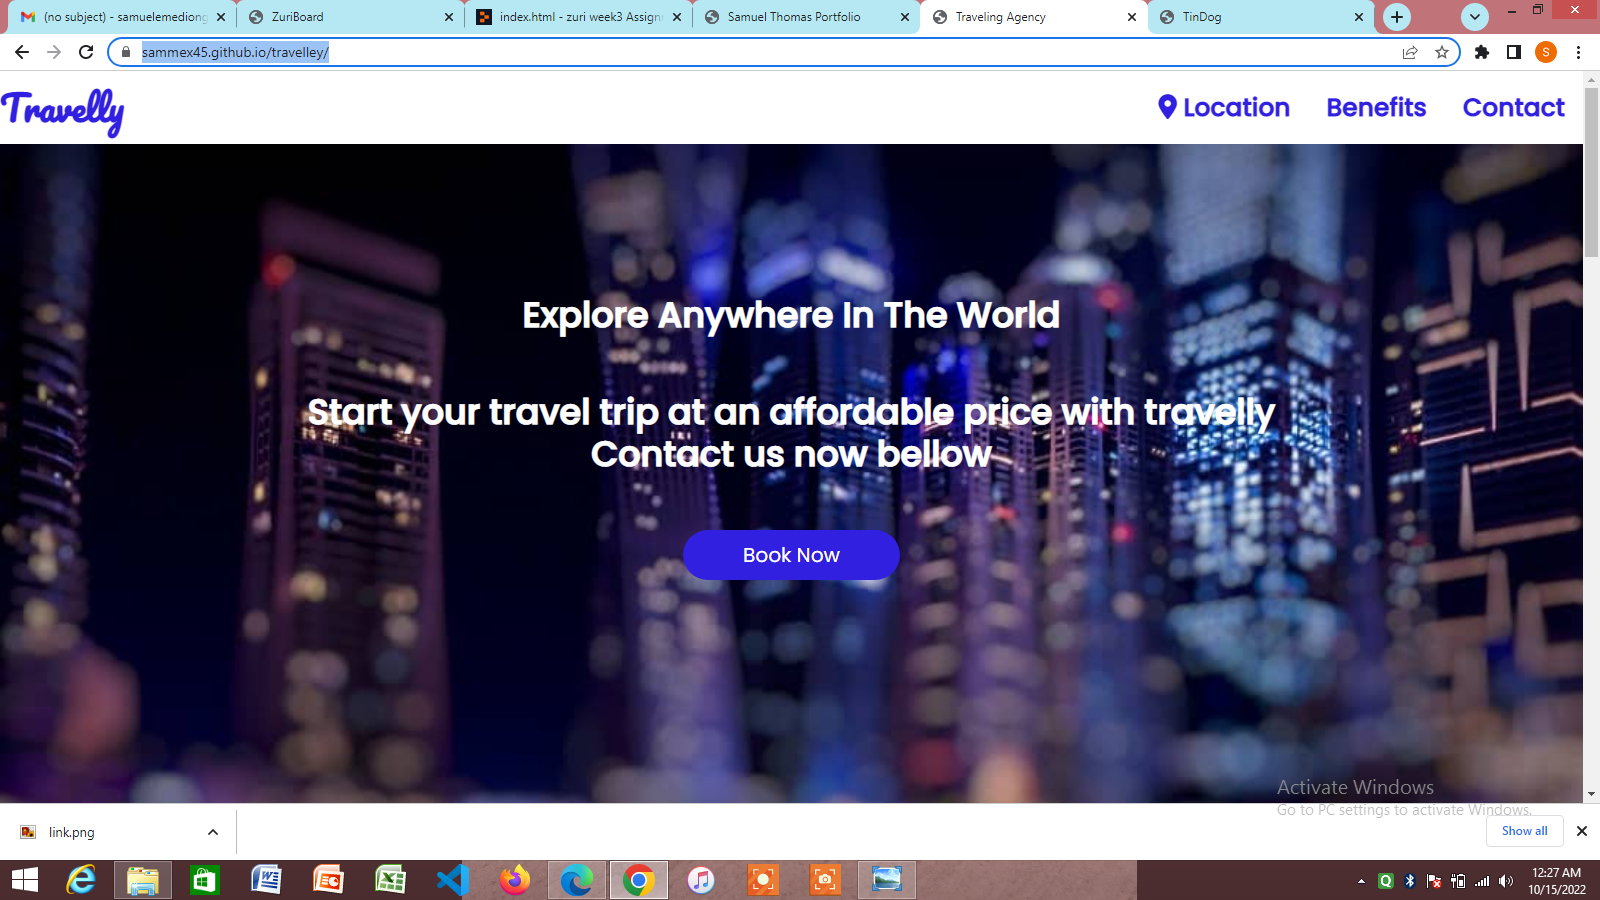 (no subject) - samuelemediong
ZuriBoard
index.html - zuri week3 Assign
Samuel Thomas Portfolio
Traveling Agency
TinDog
sammex45.github.io/travelley/
S
Travelly
Location
Benefits
Contact
Explore Anywhere In The World
Start your travel trip at an affordable price with travelly
Contact us now bellow
Book Now
Activate Windows
Go to PC settings to activate Windows.
link.png
Show all
12:27 AM
10/15/2022